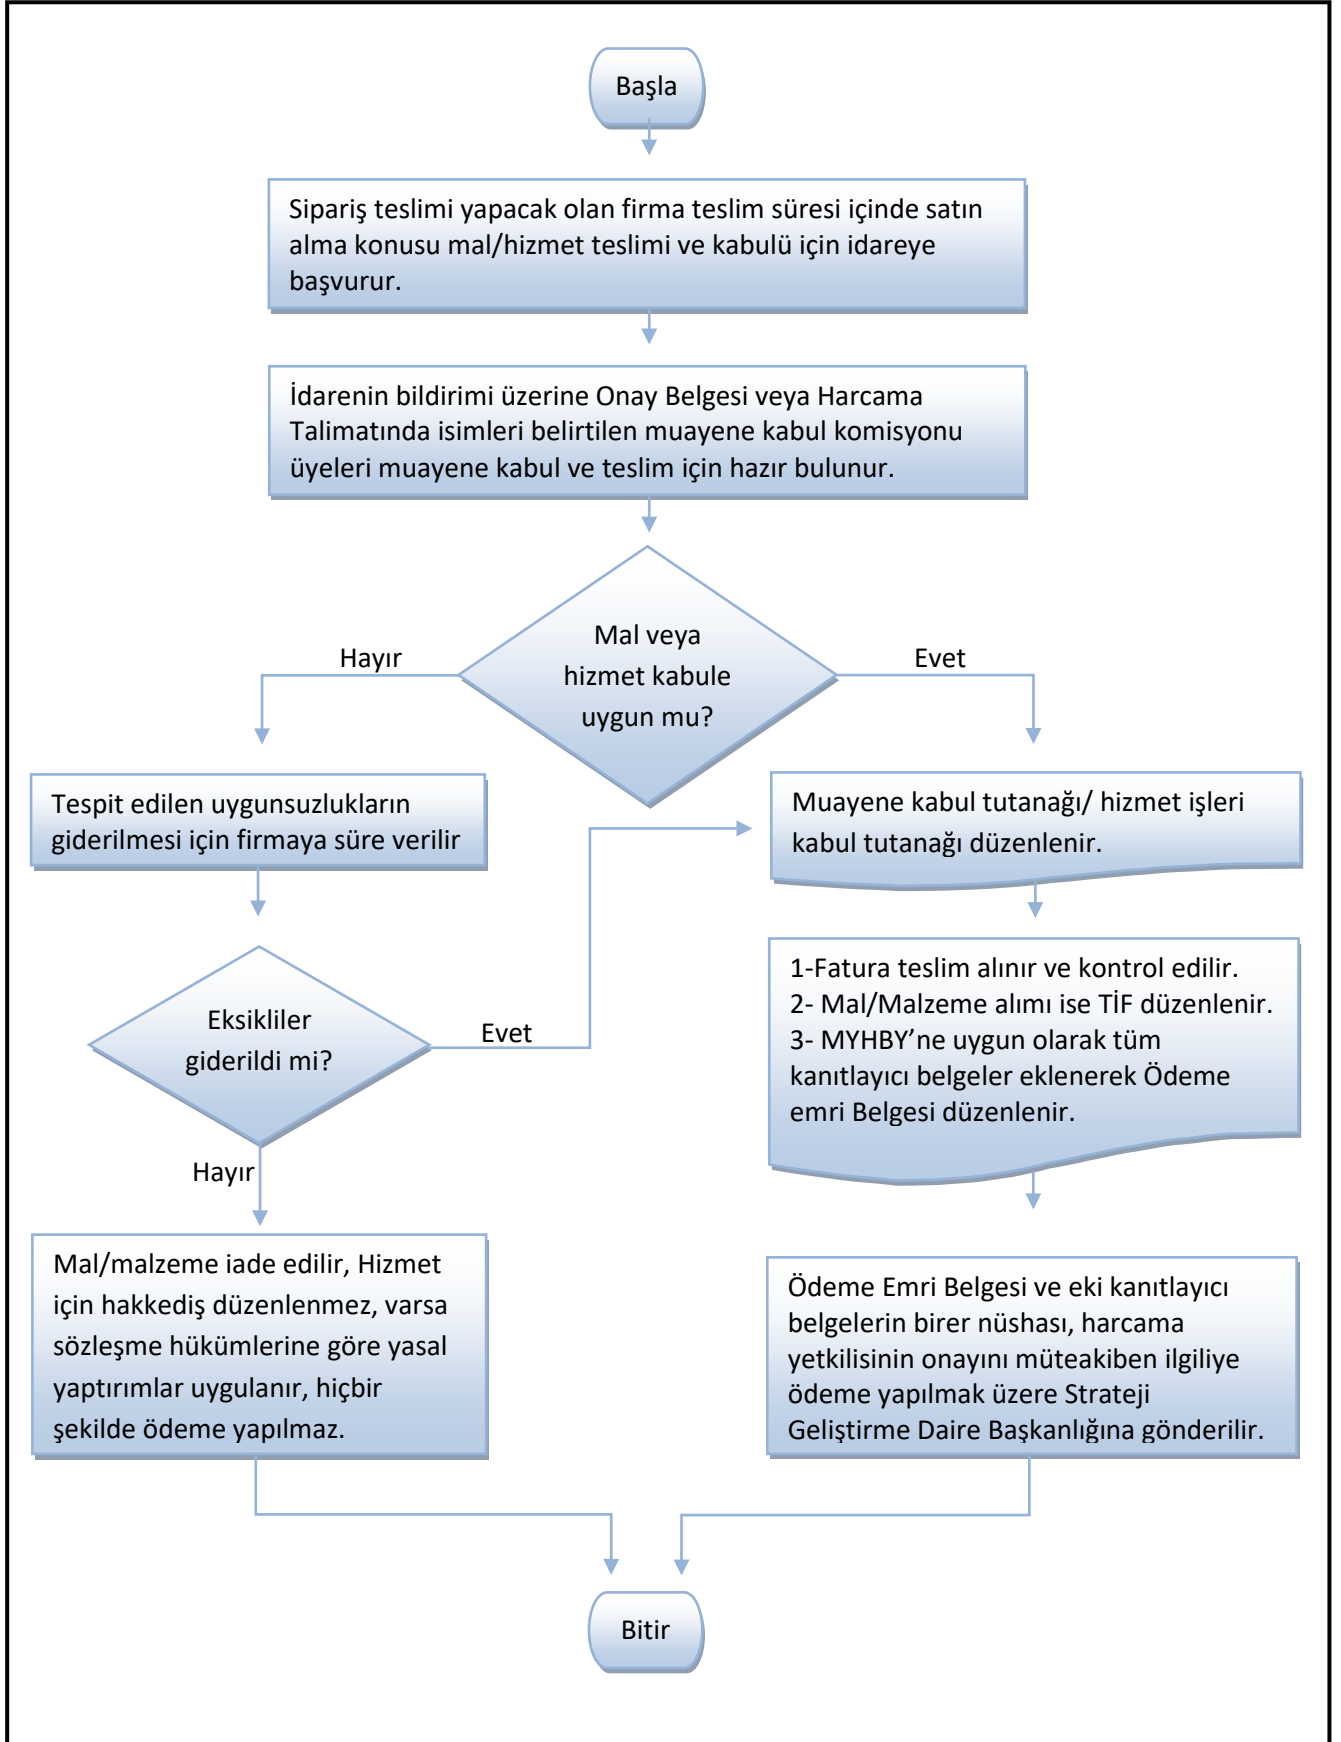 Başla
Sipariş teslimi yapacak olan firma teslim süresi içinde satın
alma konusu mal/hizmet teslimi ve kabulü için idareye
başvurur.
İdarenin bildirimi üzerine Onay Belgesi veya Harcama
Talimatında isimleri belirtilen muayene kabul komisyonu
üyeleri muayene kabul ve teslim için hazır bulunur.
Mal veya
hizmet kabule
uygun mu?
Hayır
Evet
Tespit edilen uygunsuzlukların
giderilmesi için firmaya süre verilir
Muayene kabul tutanağı/ hizmet işleri
kabul tutanağı düzenlenir.
Eksikliler
giderildi mi?
Evet
Hayır
1-Fatura teslim alınır ve kontrol edilir.
2- Mal/Malzeme alımı ise TİF düzenlenir.
3- MYHBY’ne uygun olarak tüm
kanıtlayıcı belgeler eklenerek Ödeme
emri Belgesi düzenlenir.
Mal/malzeme iade edilir, Hizmet
için hakkediş düzenlenmez, varsa
sözleşme hükümlerine göre yasal
yaptırımlar uygulanır, hiçbir
şekilde ödeme yapılmaz.
Ödeme Emri Belgesi ve eki kanıtlayıcı
belgelerin birer nüshası, harcama
yetkilisinin onayını müteakiben ilgiliye
ödeme yapılmak üzere Strateji
Geliştirme Daire Başkanlığına gönderilir.
Bitir